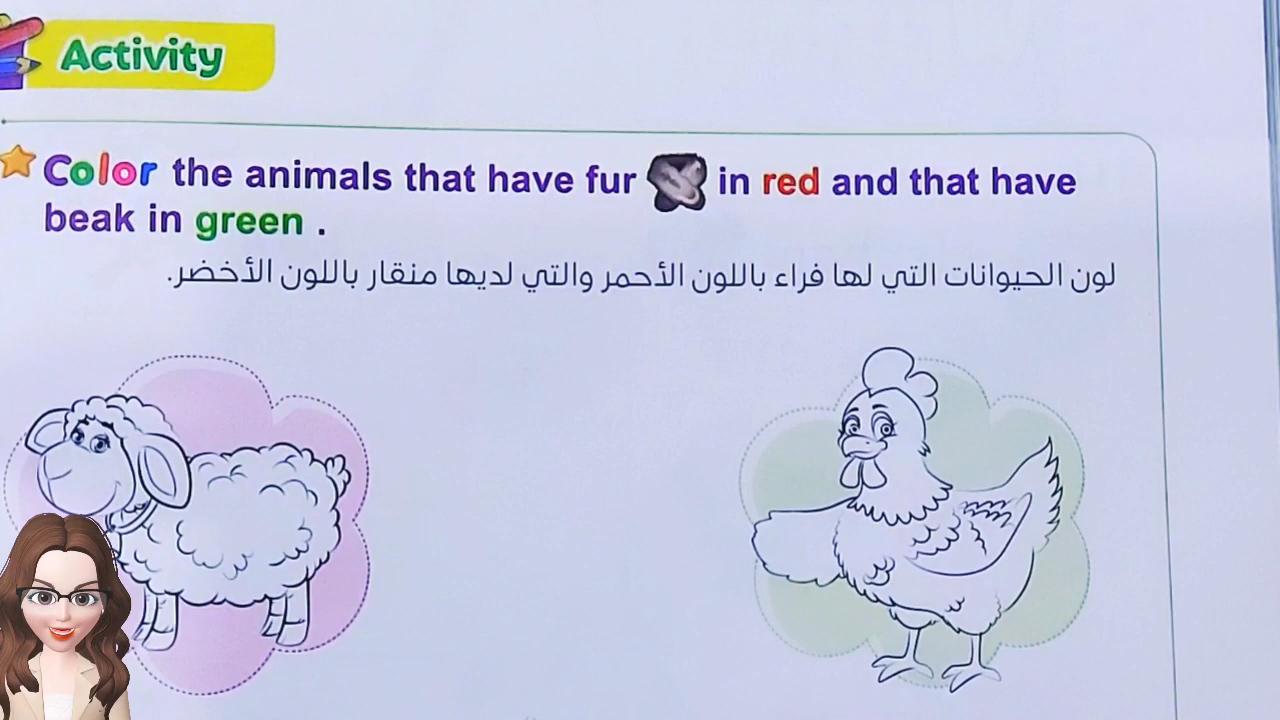 Activity
Color the animals that have fur in red and that have
beak in green .
لون الحيوانات التي لها فراء باللون الأحمر والتي لديها منقار باللون الأخضر.